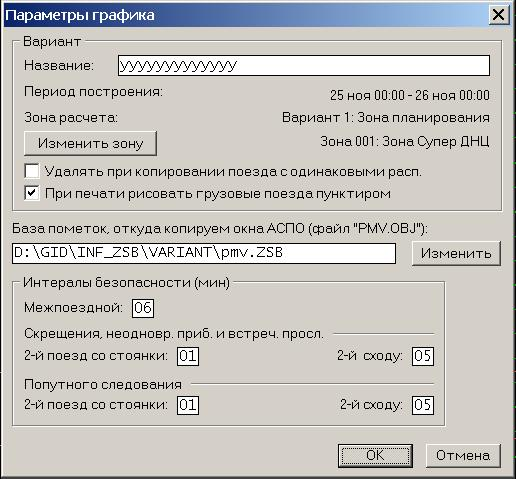 Параметры графика
Вариант
Название: УУУУУУУУУУУУУ
Период построения: 25 ноя 00:00 - 26 ноя 00:00
Зона расчета: Вариант 1: Зона планирования
Изменить зону Зона 001: Зона Супер ДНЦ
Удалять при копировании поезда с одинаковыми расп.
При печати рисовать грузовые поезда пунктиром
База пометок, откуда копируем окна АСПО (файл "PMV.OBJ"):
D:\GID\INF_ZSB\VARIANT\pmv.ZSB Изменить
Интералы безопасности (мин)
Межпоездной: 06
Скрещения, неодновр. приб. и встреч. просл.
2-й поезд со стоянки: 01 2-й сходу: 05
Попутного следования
2-й поезд со стоянки: 01 2-й сходу: 05
OK Отмена